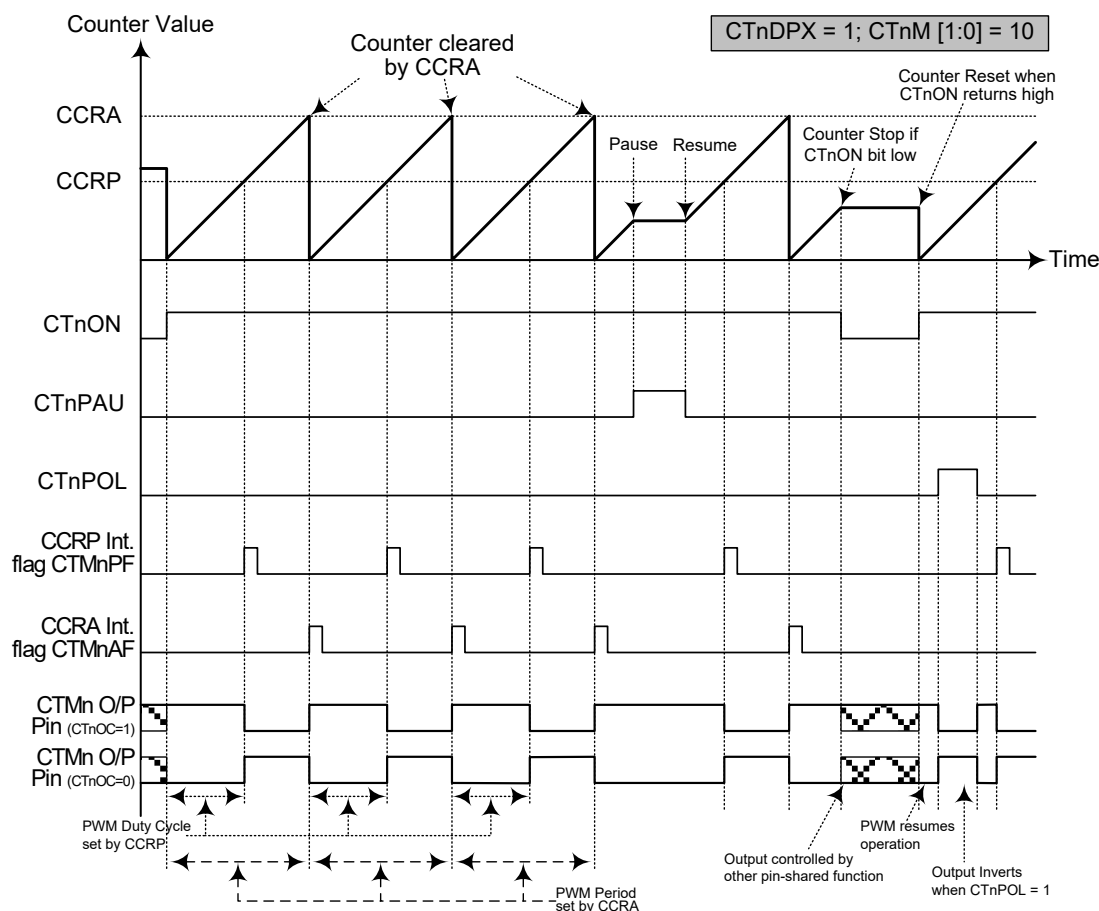 Counter Value
CTnDPX = 1; CTnM [1:0] = 10
Counter cleared
by CCRA
Counter Reset when
CTnON returns high
CCRA
Pause
Resume
Counter Stop if
CTnON bit low
CCRP
Time
CTnON
CTnPAU
CTnPOL
CCRP Int.
flag CTMnPF
CCRA Int.
flag CTMnAF
CTMn O/P
Pin (CTnOC=1)
CTMn O/P
Pin (CTnOC=0)
PWM Duty Cycle
set by CCRP
PWM resumes
operation
Output controlled by
other pin-shared function
Output Inverts
when CTnPOL = 1
PWM Period
set by CCRA